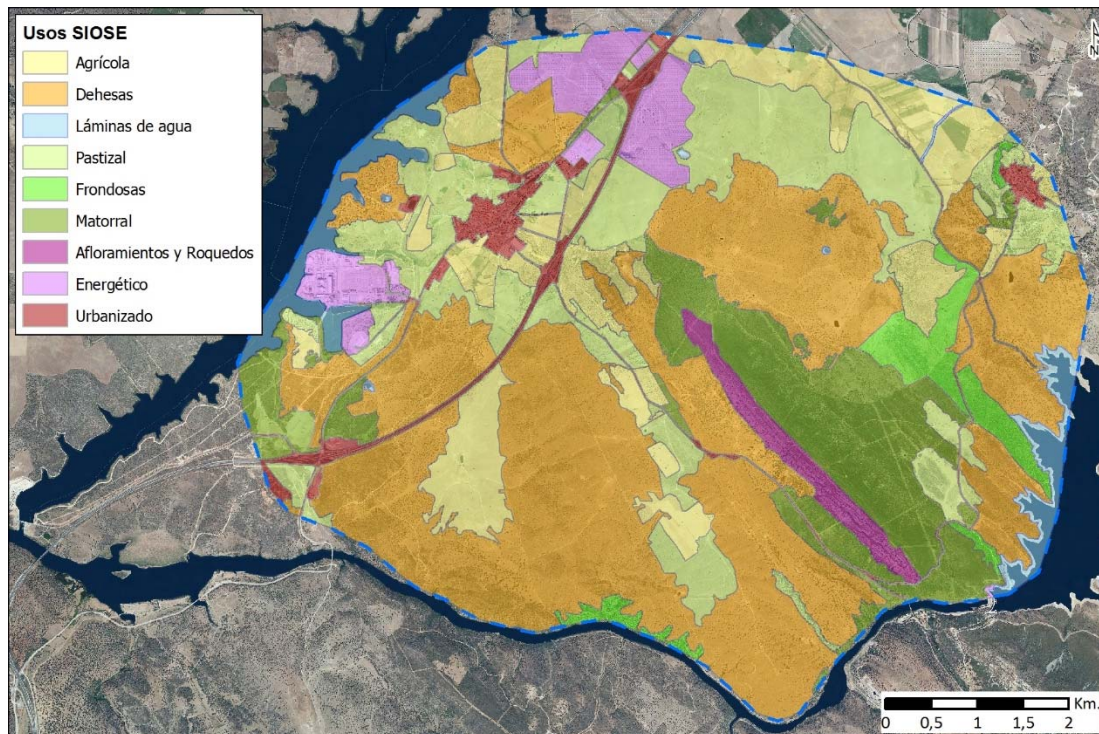 Usos SIOSE
Agrícola
Dehesas
Láminas de agua
Pastizal
Frondosas
Matorral
Afloramientos y Roquedos
Energético
Urbanizado
N
Km.
0 0,5 1 1,5 2